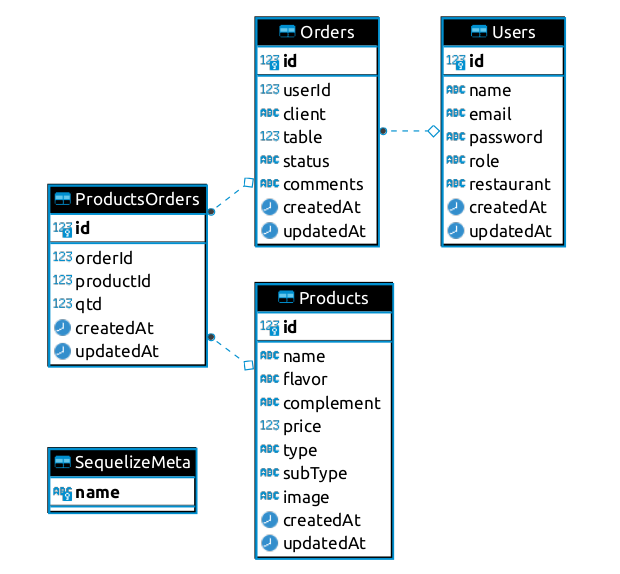 Orders
123 id
123 userId
ABC client
123 table
ABC status
ABC comments
createdAt
updatedAt
Users
123 id
ABC name
ABC email
ABC password
ABC role
ABC restaurant
createdAt
updatedAt
ProductsOrders
123 id
123 orderId
123 productId
123 qtd
createdAt
updatedAt
Products
123 id
ABC name
ABC flavor
ABC complement
123 price
ABC type
ABC subType
ABC image
createdAt
updatedAt
SequelizeMeta
ABC name